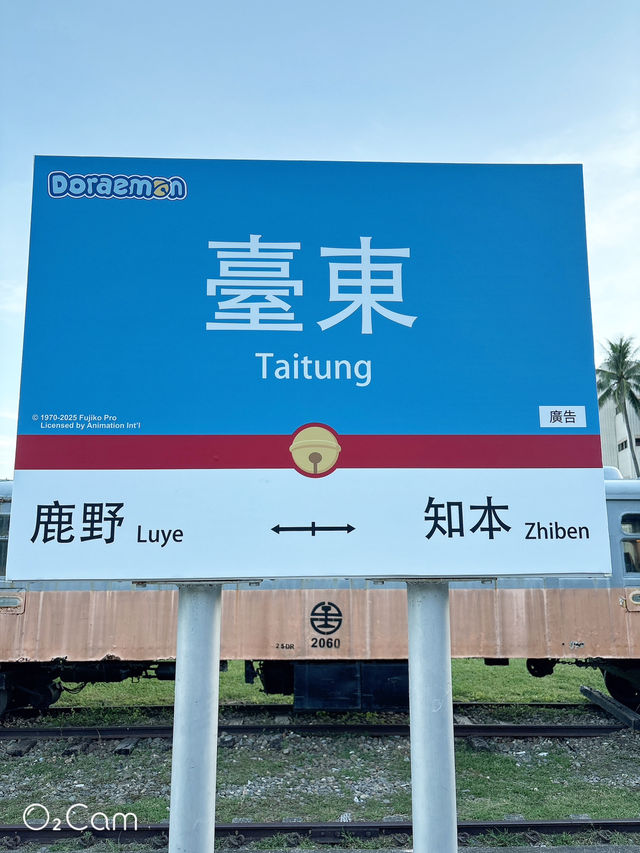 Doraemon
臺東
Taitung
© 1970-2025 Fujiko Pro
Licensed by Animation Int'l
廣告
鹿野 Luye
知本 Zhiben
25DR
2060
O2Cam